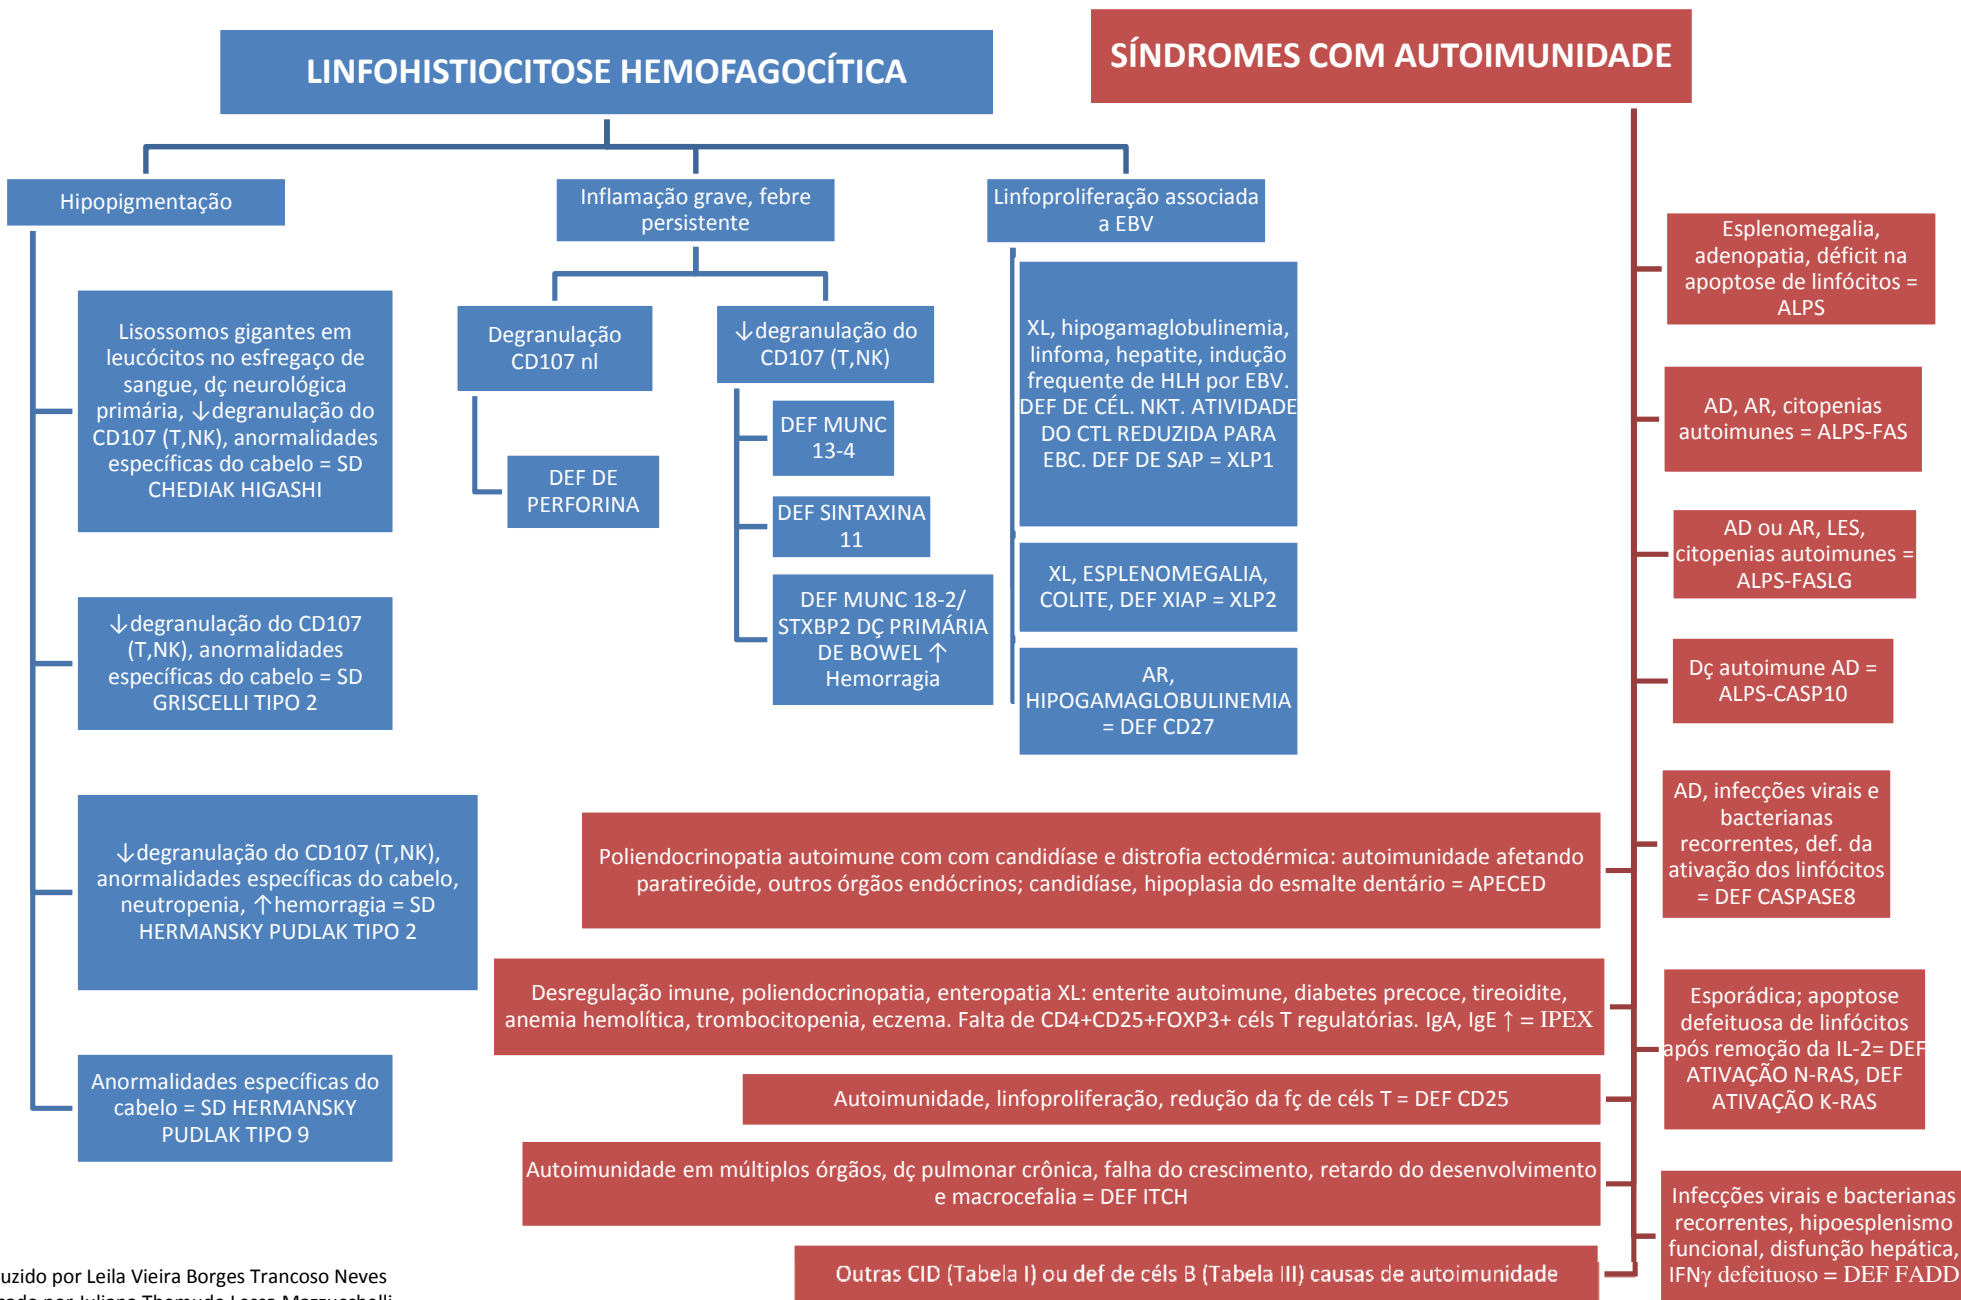 LINFOHISTIOCITOSE HEMOFAGOCÍTICA
Hipopigmentação
Lisossomos gigantes em
leucócitos no esfregaço de
sangue, dç neurológica
primária, ↓degranulação do
CD107 (T,NK), anormalidades
específicas do cabelo = SD
CHEDIAK HIGASHI
↓degranulação do CD107
(T,NK), anormalidades
específicas do cabelo = SD
GRISCELLI TIPO 2
↓degranulação do CD107 (T,NK),
anormalidades específicas do cabelo,
neutropenia, ↑hemorragia = SD
HERMANSKY PUDLAK TIPO 2
Anormalidades específicas do
cabelo = SD HERMANSKY
PUDLAK TIPO 9
Inflamação grave, febre
persistente
Degranulação
CD107 nl
DEF DE
PERFORINA
↓degranulação do
CD107 (T,NK)
DEF MUNC
13-4
DEF SINTAXINA
11
DEF MUNC 18-2/
STXBP2 DÇ PRIMÁRIA
DE BOWEL ↑
Hemorragia
Linfoproliferação associada
a EBV
XL, hipogamaglobulinemia,
linfoma, hepatite, indução
frequente de HLH por EBV.
DEF DE CÉL. NKT. ATIVIDADE
DO CTL REDUZIDA PARA
EBC. DEF DE SAP = XLP1
XL, ESPLENOMEGALIA,
COLITE, DEF XIAP = XLP2
AR,
HIPOGAMAGLOBULINEMIA
= DEF CD27
SÍNDROMES COM AUTOIMUNIDADE
Esplenomegalia,
adenopatia, déficit na
apoptose de linfócitos =
ALPS
AD, AR, citopenias
autoimunes = ALPS-FAS
AD ou AR, LES,
citopenias autoimunes =
ALPS-FASLG
Dç autoimune AD =
ALPS-CASP10
AD, infecções virais e
bacterianas
recorrentes, def. da
ativação dos linfócitos
= DEF CASPASE8
Esporádica; apoptose
defeituosa de linfócitos
após remoção da IL-2= DEF
ATIVAÇÃO N-RAS, DEF
ATIVAÇÃO K-RAS
Infecções virais e bacterianas
recorrentes, hipoesplenismo
funcional, disfunção hepática,
IFNγ defeituoso = DEF FADD
Poliendocrinopatia autoimune com com candidíase e distrofia ectodérmica: autoimunidade afetando
paratireóide, outros órgãos endócrinos; candidíase, hipoplasia do esmalte dentário = APECED
Desregulação imune, poliendocrinopatia, enteropatia XL: enterite autoimune, diabetes precoce, tireoidite,
anemia hemolítica, trombocitopenia, eczema. Falta de CD4+CD25+FOXP3+ céls T regulatórias. IgA, IgE ↑ = IPEX
Autoimunidade, linfoproliferação, redução da fç de céls T = DEF CD25
Autoimunidade em múltiplos órgãos, dç pulmonar crônica, falha do crescimento, retardo do desenvolvimento
e macrocefalia = DEF ITCH
Outras CID (Tabela I) ou def de céls B (Tabela III) causas de autoimunidade
uzido por Leila Vieira Borges Trancoso Neves
por Juliana Themudo Lessa Mazzucchelli